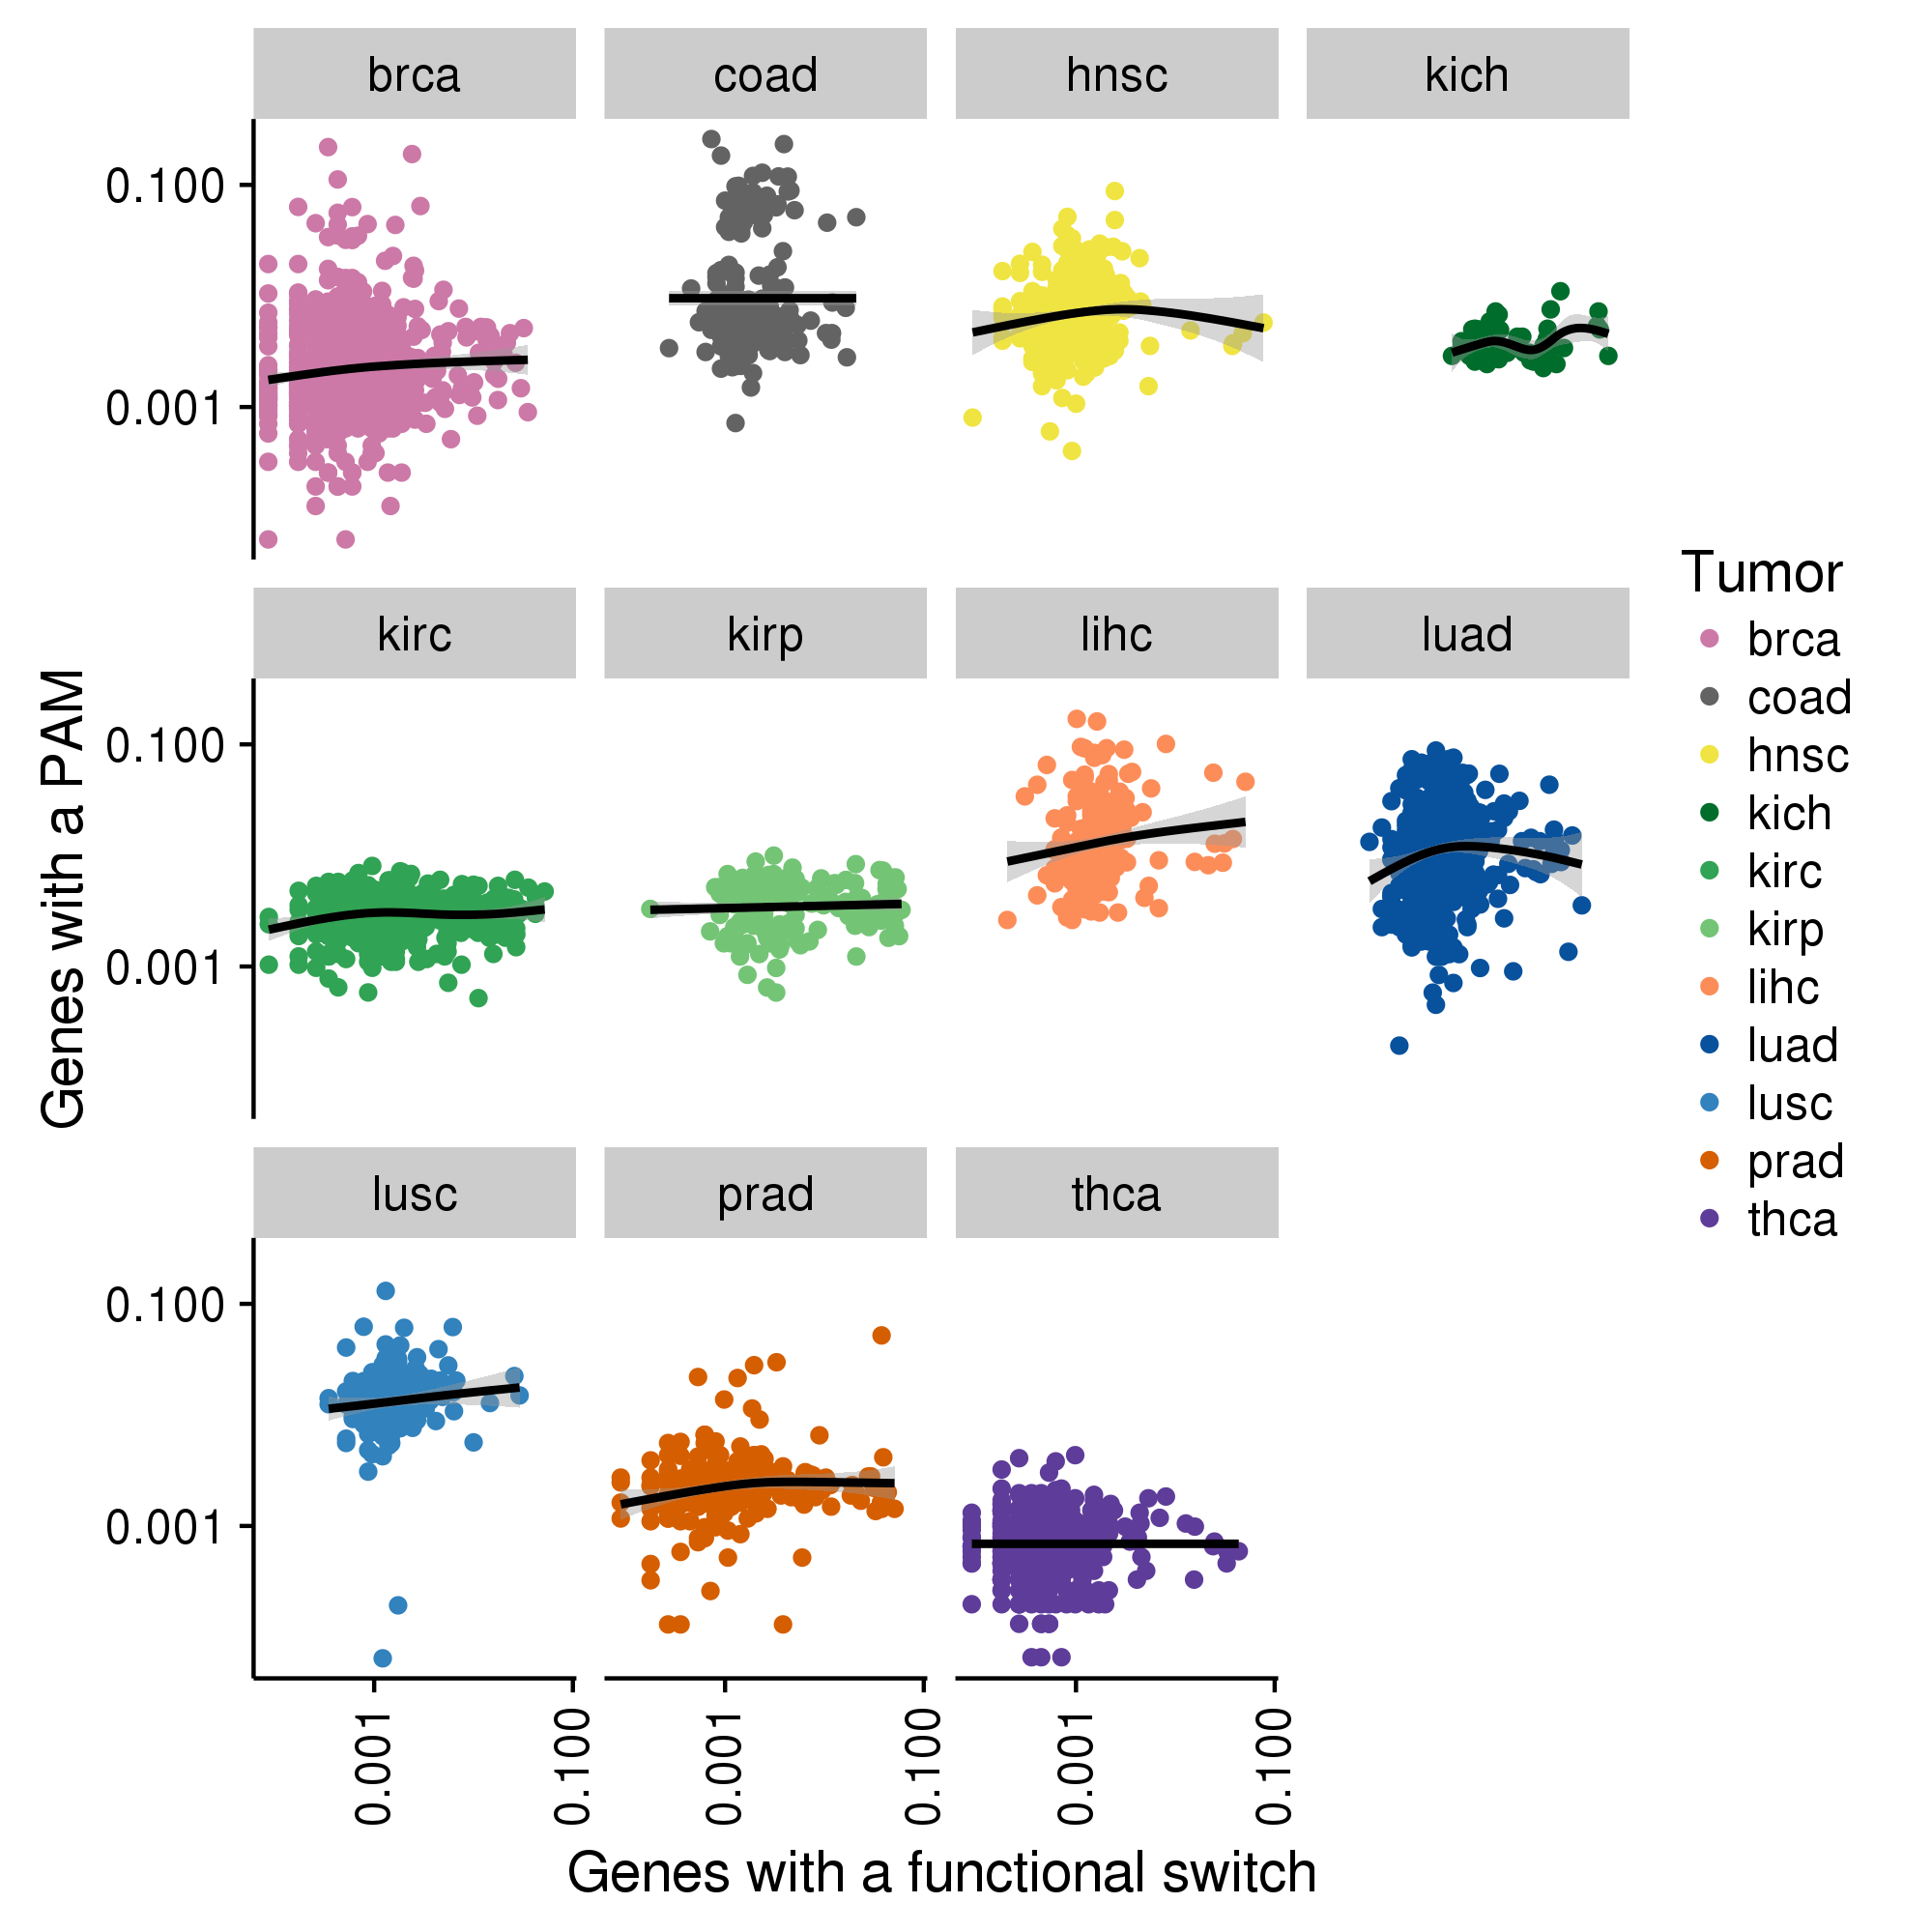 brca
coad
hnsc
kich
0.100
0.001
kirc
kirp
lihc
luad
0.100
0.001
lusc
prad
thca
0.100
0.001
0.001
0.100
0.001
0.100
0.001
0.100
Genes with a functional switch
Genes with a PAM
Tumor
brca
coad
hnsc
kich
kirc
kirp
lihc
luad
lusc
prad
thca